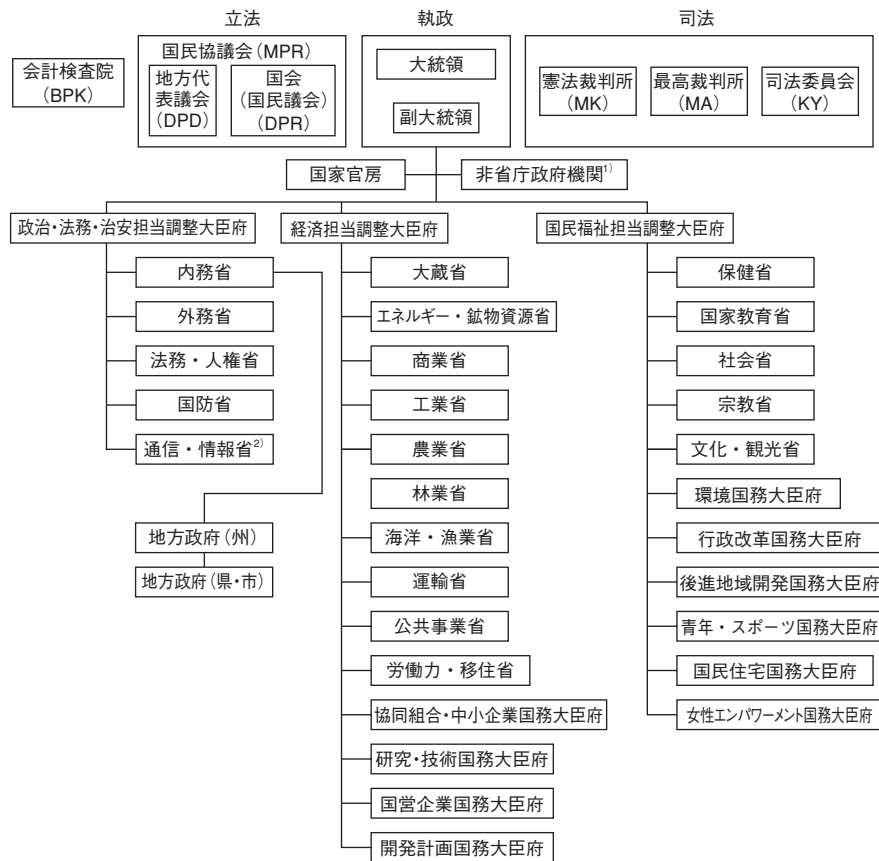 立法
執政
司法
会計検査院
(BPK)
国民協議会(MPR)
地方代
表議会
(DPD)
国会
(国民議会)
(DPR)
大統領
副大統領
憲法裁判所
(MK)
最高裁判所
(MA)
司法委員会
(KY)
国家官房
非省庁政府機関1)
政治・法務・治安担当調整大臣府
内務省
外務省
法務・人権省
国防省
通信・情報省2)
地方政府(州)
地方政府(県・市)
経済担当調整大臣府
大蔵省
エネルギー・鉱物資源省
商業省
工業省
農業省
林業省
海洋・漁業省
運輸省
公共事業省
労働力・移住省
協同組合・中小企業国務大臣府
研究・技術国務大臣府
国営企業国務大臣府
開発計画国務大臣府
国民福祉担当調整大臣府
保健省
国家教育省
社会省
宗教省
文化・観光省
環境国務大臣府
行政改革国務大臣府
後進地域開発国務大臣府
青年・スポーツ国務大臣府
国民住宅国務大臣府
女性エンパワーメント国務大臣府